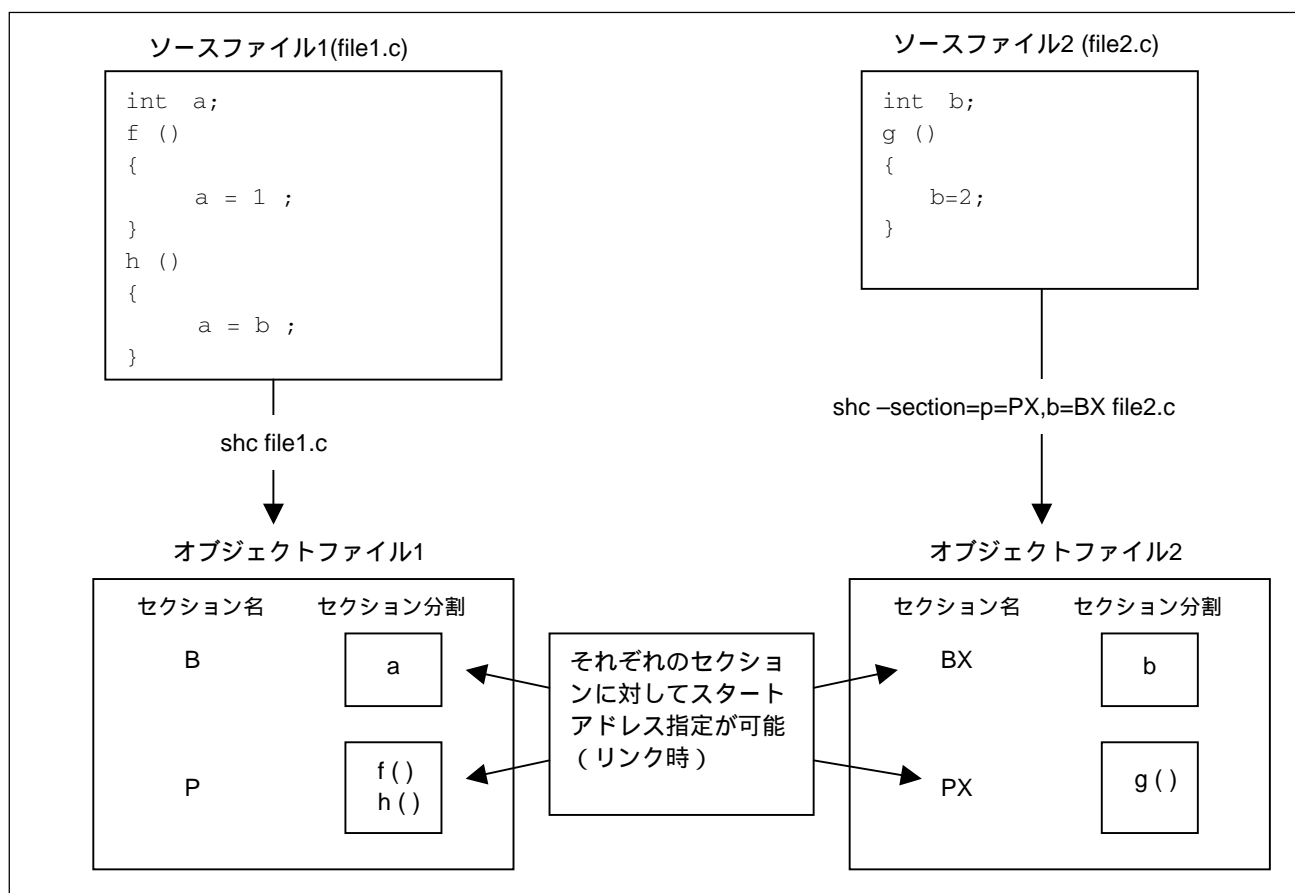 ソースファイル1(file1.c)
int a;
f ()
{
a = 1 ;
}
h ()
{
a = b ;
}
shc file1.c
オブジェクトファイル1
セクション名 セクション分割
B a
P f ( )
h ( )
ソースファイル2 (file2.c)
int b;
g ()
{
b=2;
}
shc –section=p=PX,b=BX file2.c
オブジェクトファイル2
セクション名 セクション分割
BX b
PX g ( )
それぞれのセクショ
ンに対してスタート
アドレス指定が可能
(リンク時)